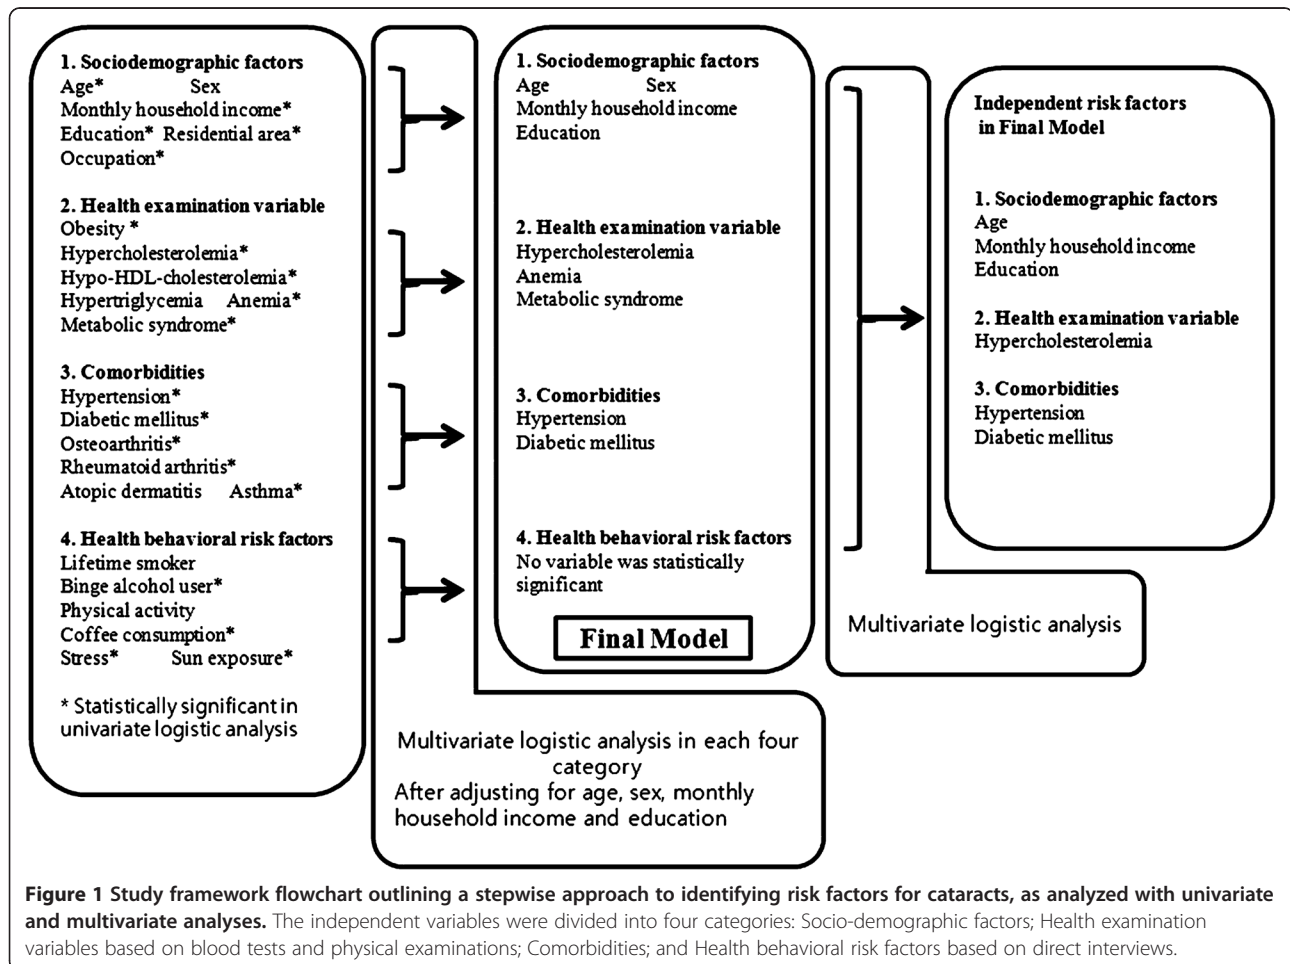 1. Sociodemographic factors
Age* Sex
Monthly household income*
Education* Residential area*
Occupation*
2. Health examination variable
Obesity *
Hypercholesterolemia*
Hypo-HDL-cholesterolemia*
Hypertriglycemia Anemia*
Metabolic syndrome*
3. Comorbidities
Hypertension*
Diabetic mellitus*
Osteoarthritis*
Rheumatoid arthritis*
Atopic dermatitis Asthma*
4. Health behavioral risk factors
Lifetime smoker
Binge alcohol user*
Physical activity
Coffee consumption*
Stress* Sun exposure*
* Statistically significant in
univariate logistic analysis
Multivariate logistic analysis in each four
category
After adjusting for age, sex, monthly
household income and education
1. Sociodemographic factors
Age Sex
Monthly household income
Education
2. Health examination variable
Hypercholesterolemia
Anemia
Metabolic syndrome
3. Comorbidities
Hypertension
Diabetic mellitus
4. Health behavioral risk factors
No variable was statistically
significant
Final Model
Multivariate logistic analysis
Independent risk factors
in Final Model
1. Sociodemographic factors
Age
Monthly household income
Education
2. Health examination variable
Hypercholesterolemia
3. Comorbidities
Hypertension
Diabetic mellitus
Figure 1 Study framework flowchart outlining a stepwise approach to identifying risk factors for cataracts, as analyzed with univariate
and multivariate analyses. The independent variables were divided into four categories: Socio-demographic factors; Health examination
variables based on blood tests and physical examinations; Comorbidities; and Health behavioral risk factors based on direct interviews.